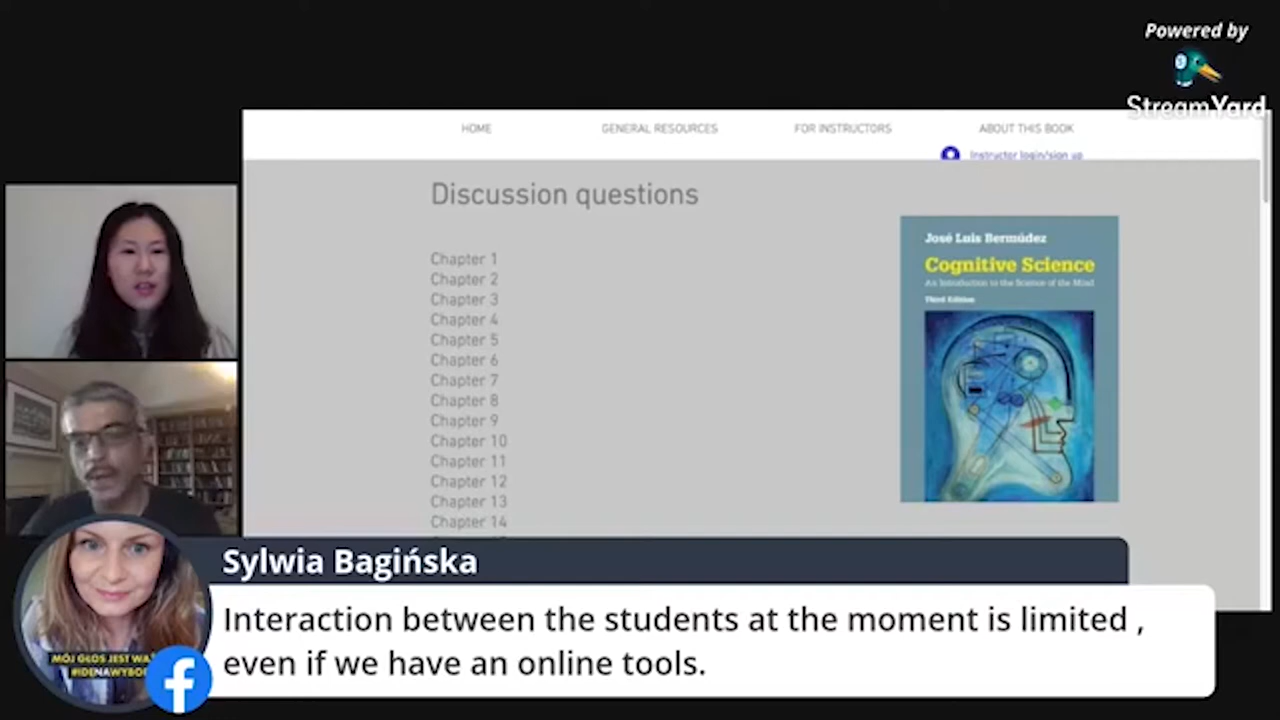 Powered by
StreamYard
HOME GENERAL RESOURCES FOR INSTRUCTORS ABOUT THIS BOOK
Instructor login/sign up
Discussion questions
Chapter 1
Chapter 2
Chapter 3
Chapter 4
Chapter 5
Chapter 6
Chapter 7
Chapter 8
Chapter 9
Chapter 10
Chapter 11
Chapter 12
Chapter 13
Chapter 14
José Luis Bermúdez
Cognitive Science
An Introduction to the Science of the Mind
Third Edition
Sylwia Bagińska
Interaction between the students at the moment is limited ,
even if we have an online tools.
MÓJ GŁOS JEST